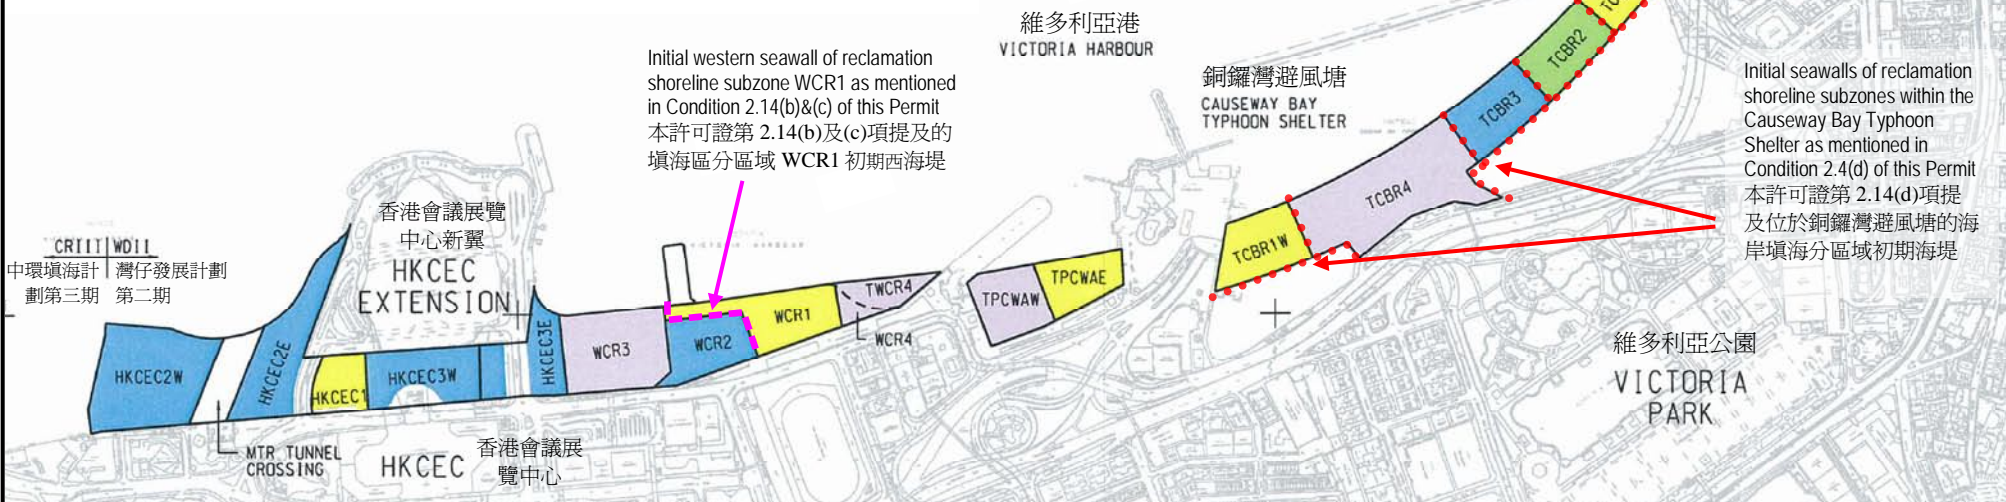 維多利亞港
VICTORIA HARBOUR
Initial western seawall of reclamation
shoreline subzone WCR1 as mentioned
in Condition 2.14(b)&(c) of this Permit
本許可證第 2.14(b)及(c)項提及的
填海區分區域 WCR1 初期西海堤
銅鑼灣避風塘
CAUSEWAY BAY
TYPHOON SHELTER
Initial seawalls of reclamation
shoreline subzones within the
Causeway Bay Typhoon
Shelter as mentioned in
Condition 2.4(d) of this Permit
本許可證第 2.14(d)項提
及位於銅鑼灣避風塘的海
岸填海分區域初期海堤
TCBR2
TCBR3
TCBR4
TCBR1W
CRIII WDII
中環填海計
劃第三期
灣仔發展計劃
第二期
香港會議展覽
中心新翼
HKCEC
EXTENSION
HKCEC2W
HKCEC2E
HKCEC1
HKCEC3W
HKCEC3E
WCR3
WCR2
WCR1
TWCR4
WCR4
TPCWAW
TPCWAE
MTR TUNNEL
CROSSING
HKCEC
香港會議展
覽中心
維多利亞公園
VICTORIA
PARK